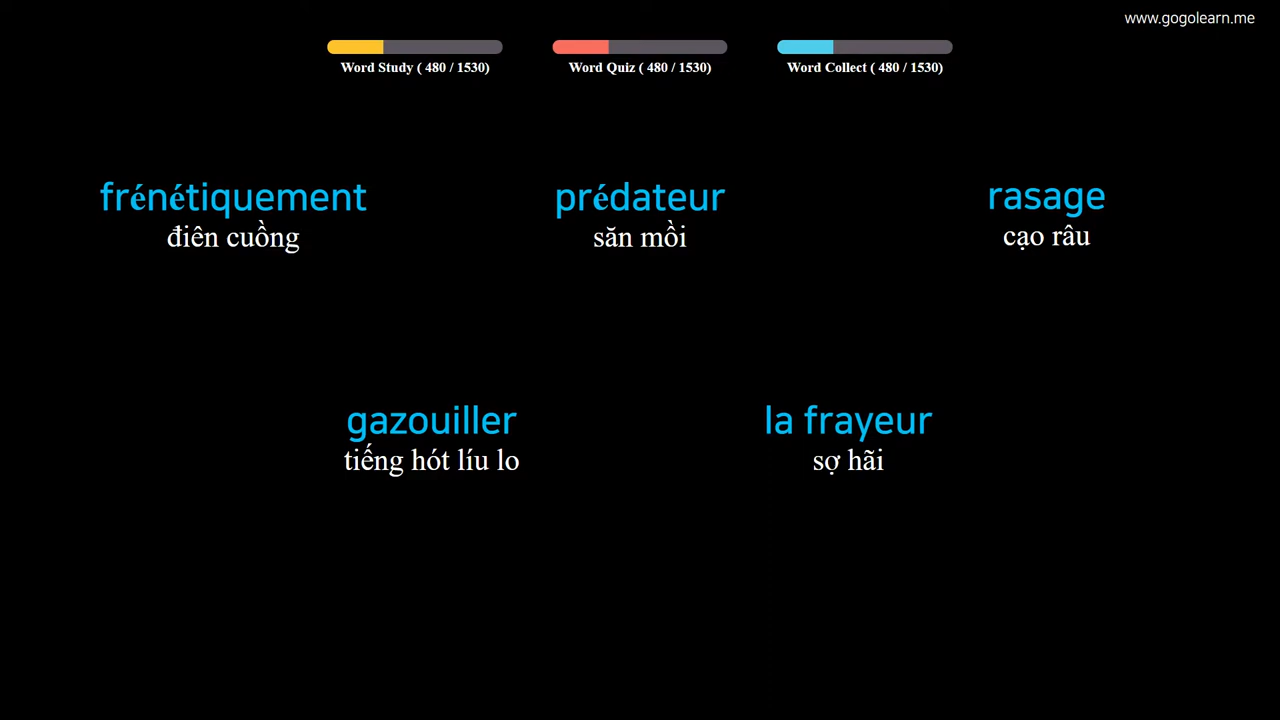 www.gogolearn.me
Word Study ( 480 / 1530)
Word Quiz ( 480 / 1530)
Word Collect ( 480 / 1530)
frénétiquement
điên cuồng
prédateur
săn mồi
rasage
cạo râu
gazouiller
tiếng hót líu lo
la frayeur
sợ hãi